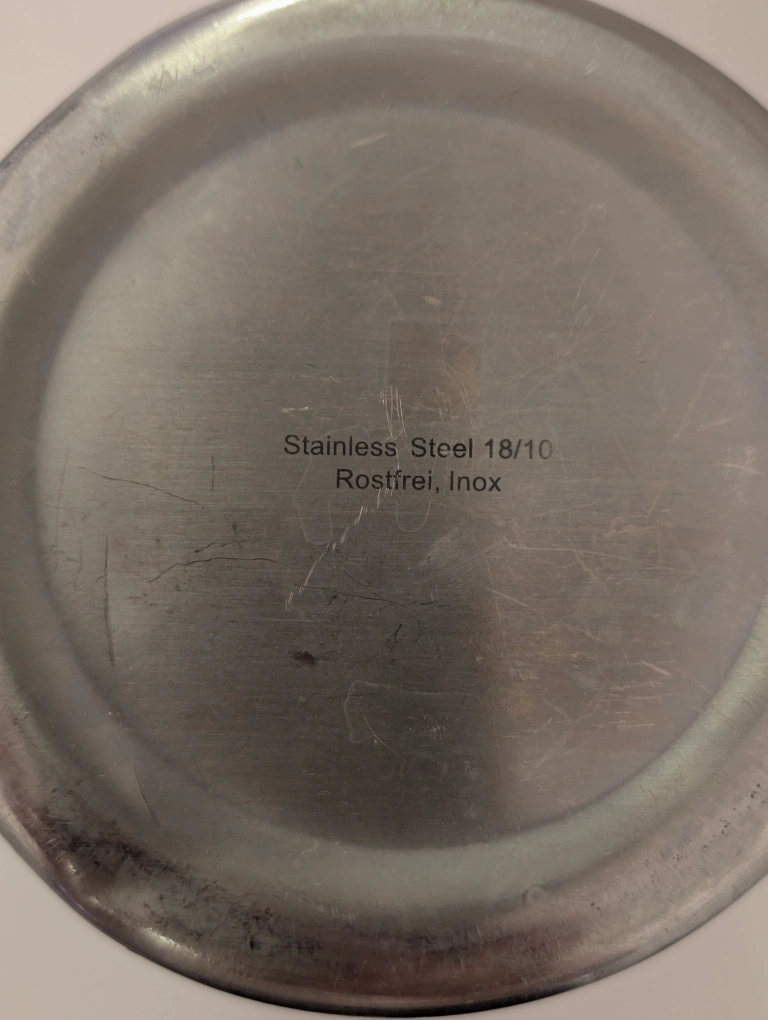 Stainless Steel 18/10
Rostfrei, Inox